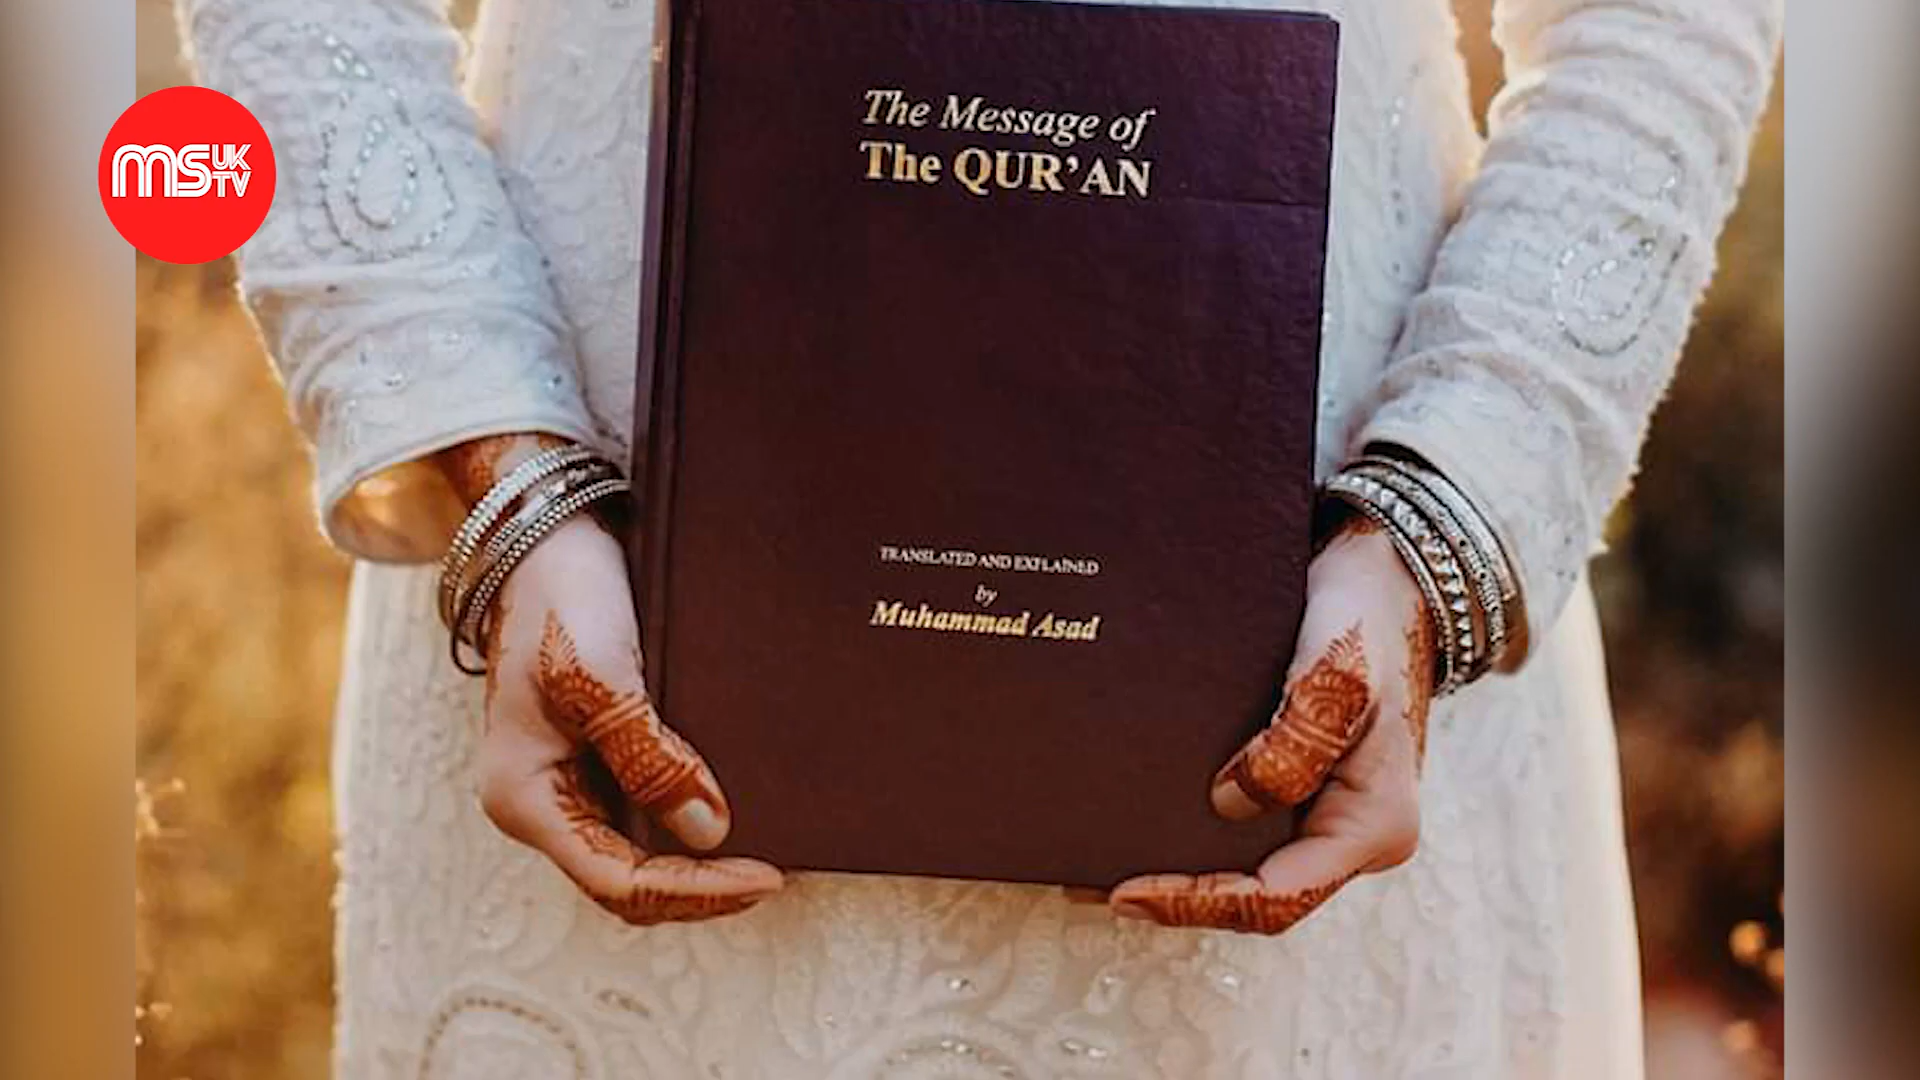 MS UK TV
The Message of
The QUR'AN
TRANSLATED AND EXPLAINED
by
Muhammad Asad